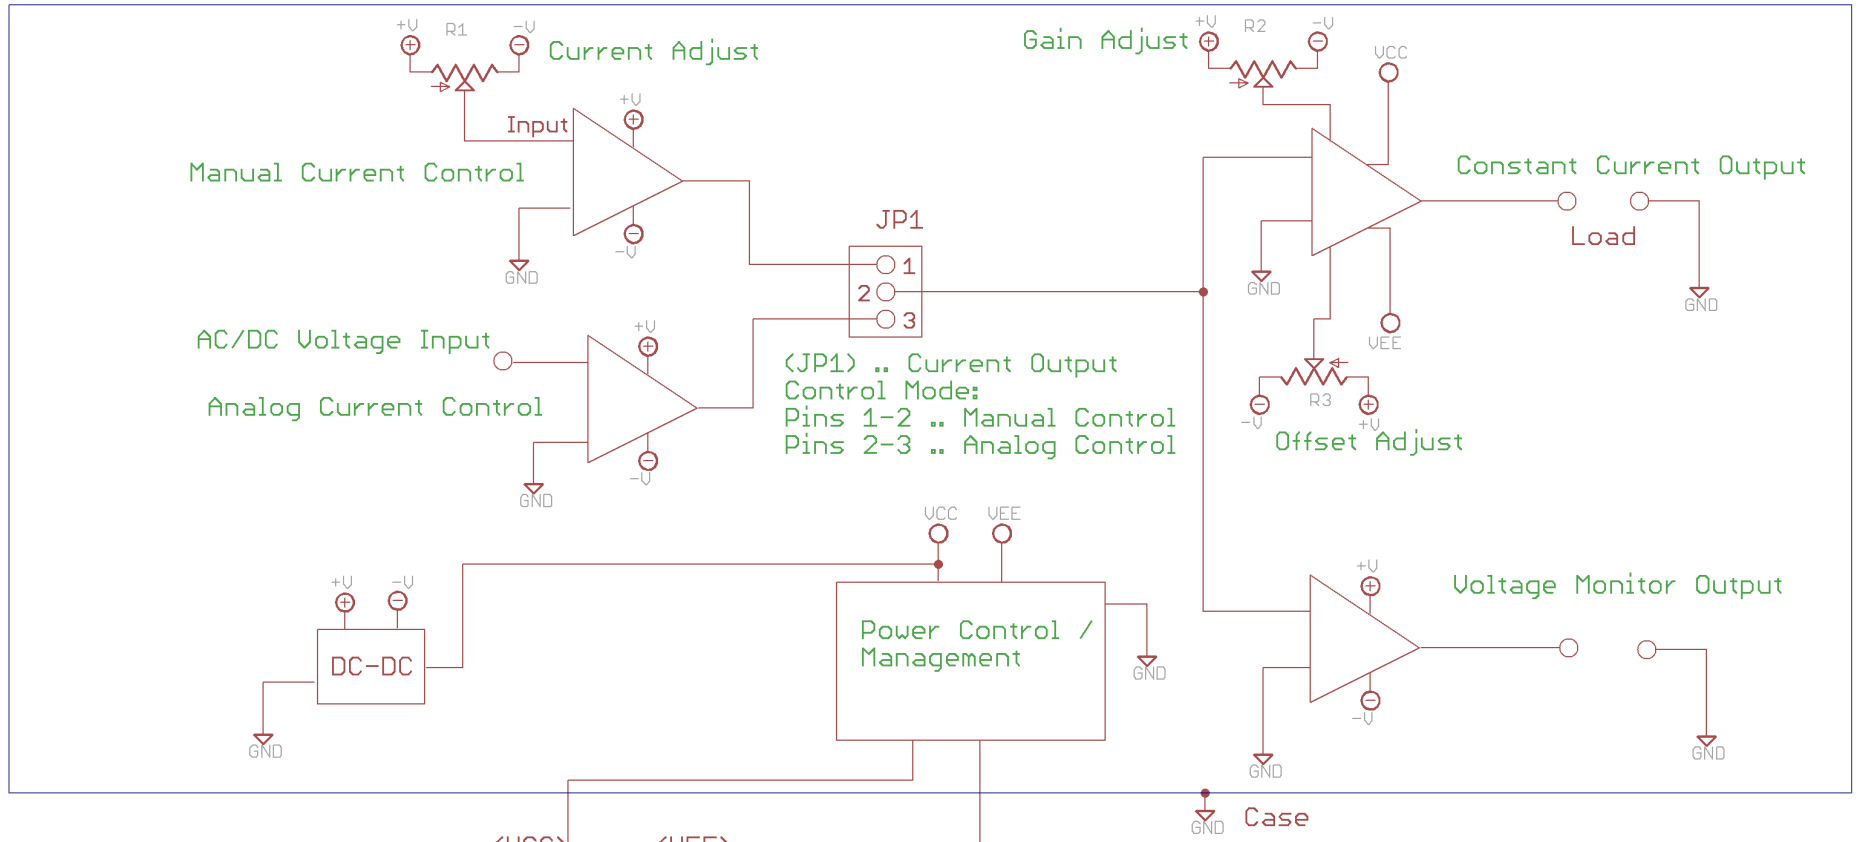 +V
R1
-V
Current Adjust
Gain Adjust
+V
R2
-V
VCC
+V
Input
Manual Current Control
-V
GND
JP1
1
2
3
Constant Current Output
Load
GND
GND
VEE
AC/DC Voltage Input
+V
Analog Current Control
-V
GND
(JP1) .. Current Output
Control Mode:
Pins 1-2 .. Manual Control
Pins 2-3 .. Analog Control
R3
-V
+V
Offset Adjust
VCC
VEE
+V
-V
DC-DC
GND
Power Control /
Management
GND
+V
Voltage Monitor Output
-V
GND
GND
GND
Case
(VCC)
(VEE)